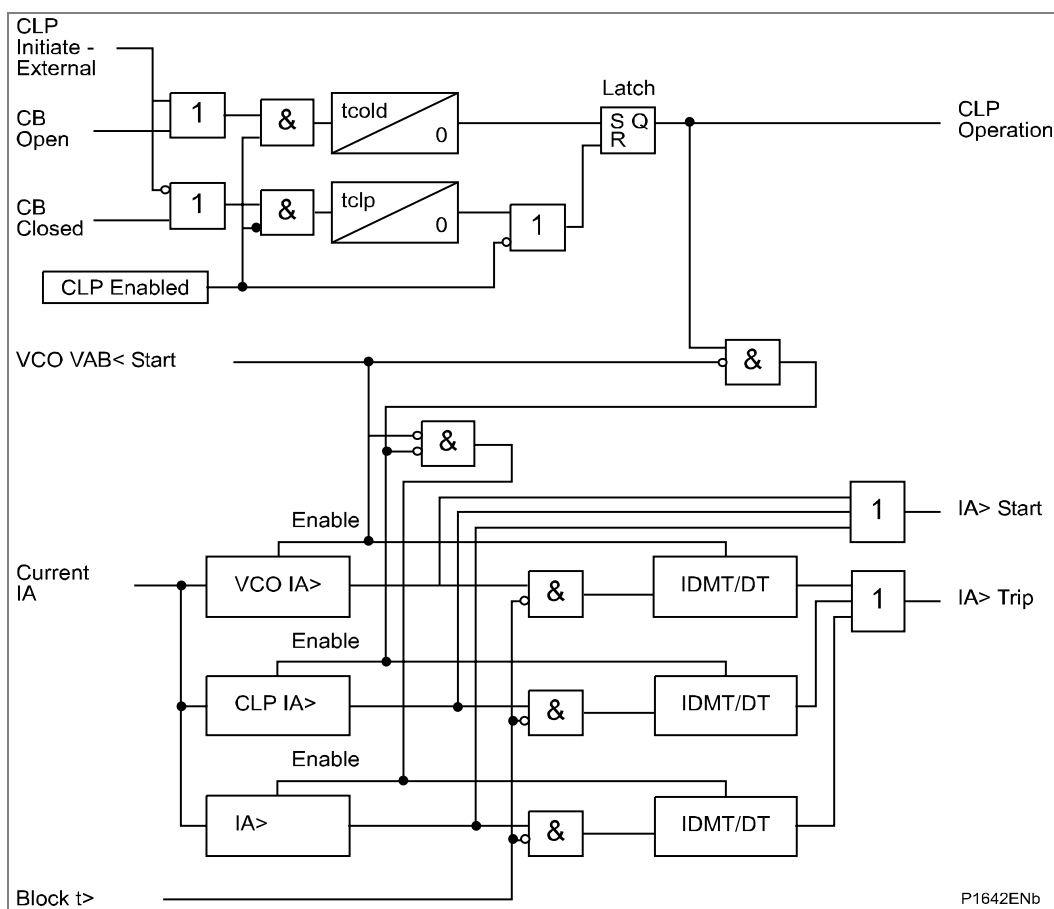 CLP
Initiate -
External
Latch
1
&
tcold
0
S Q
R
CLP
Operation
CB
Open
1
&
tclp
0
1
CB
Closed
CLP Enabled
VCO VAB< Start
&
&
1
IA> Start
Enable
Current
IA
VCO IA>
&
IDMT/DT
1
IA> Trip
Enable
CLP IA>
&
IDMT/DT
Enable
IA>
&
IDMT/DT
Block t>
P1642ENb